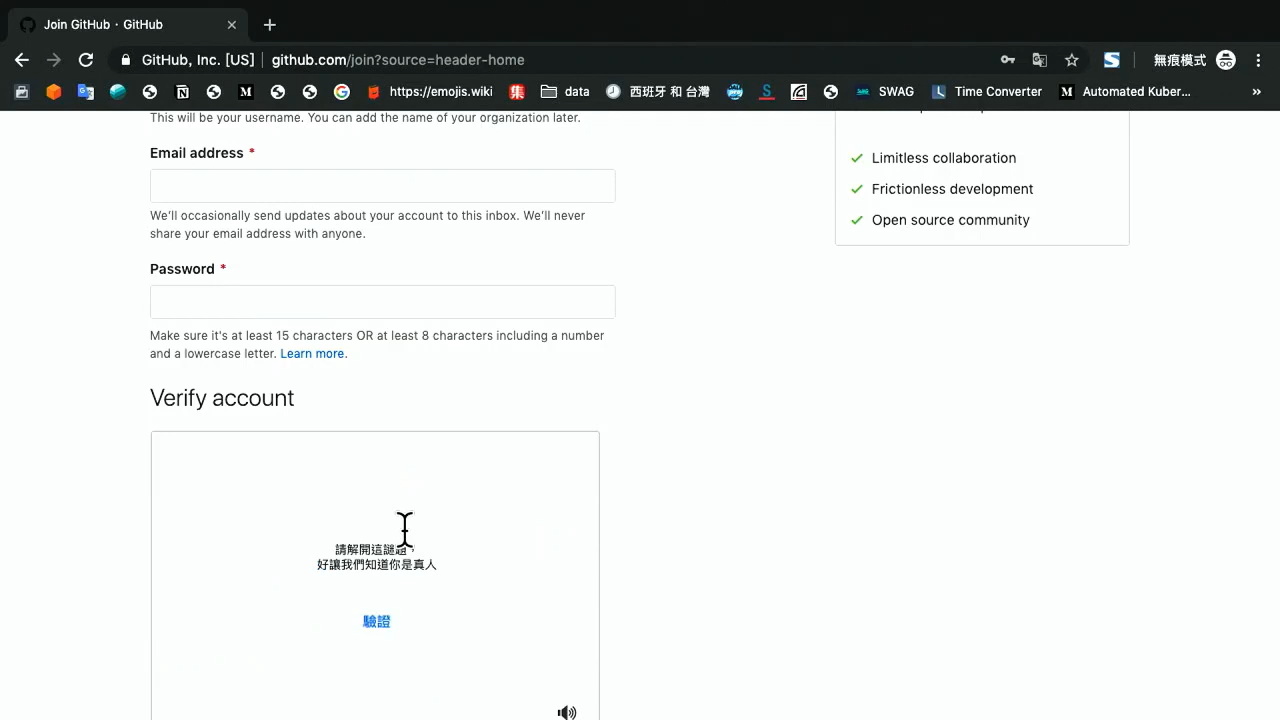 Join GitHub · GitHub
GitHub, Inc. [US] | github.com/join?source=header-home
無痕模式
https://emojis.wiki
data
西班牙 和 台灣
SWAG
Time Converter
Automated Kuber...
This will be your username. You can add the name of your organization later.
Email address *
We'll occasionally send updates about your account to this inbox. We'll never
share your email address with anyone.
Password *
Make sure it's at least 15 characters OR at least 8 characters including a number
and a lowercase letter. Learn more.
Verify account
請解開這謎題，
好讓我們知道你是真人
驗證
Limitless collaboration
Frictionless development
Open source community